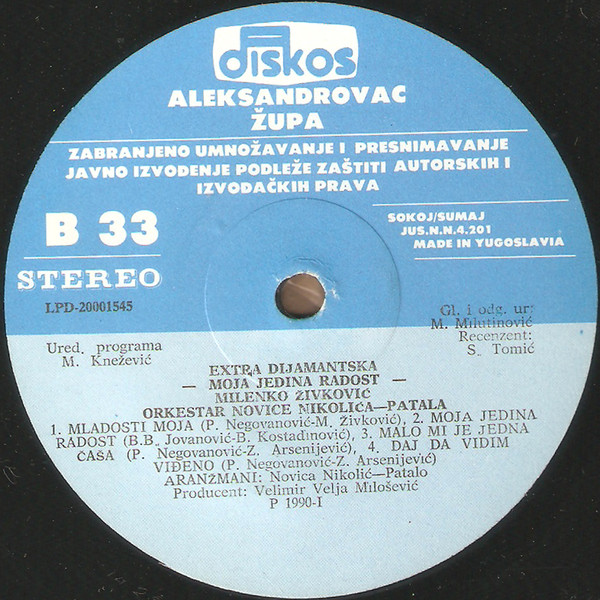 diskos
ALEKSANDROVAC
ŽUPA
ZABRANJENO UMNOŽAVANJE I PRESNIMAVANJE
JAVNO IZVOĐENJE PODLEŽE ZAŠTITI AUTORSKIH I
IZVOĐAČKIH PRAVA
B 33
STEREO
LPD-20001545
SOKOJ/SUMAJ
JUS.N.N.4.201
MADE IN YUGOSLAVIA
Ured. programa
M. Knežević
Gl. i odg. ur:
M. Milutinović
Recenzent:
S. Tomić
EXTRA DIJAMANTSKA
— MOJA JEDINA RADOST —
MILENKO ŽIVKOVIĆ
ORKESTAR NOVICE NIKOLIĆA—PATALA
1. MLADOSTI MOJA (P. Negovanović-M. Živković), 2. MOJA JEDINA
RADOST (B.B. Jovanović-B. Kostadinović), 3. MALO MI JE JEDNA
ČAŠA (P. Negovanović-Z. Arsenijević), 4. DAJ DA VIDIM
VIĐENO (P. Negovanović-Z. Arsenijević)
ARANŽMANI: Novica Nikolić—Patalo
Producent: Velimir Velja Milošević
P 1990-I